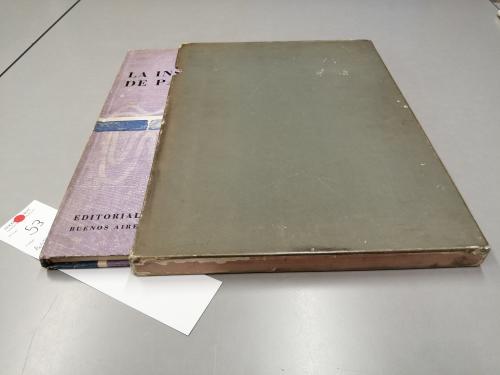 LA IN
DE P
EDITORIAL
BUENOS AIRE
53